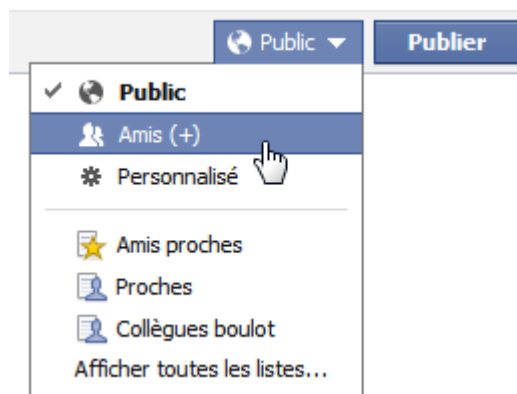 Public Publier
Public
Amis (+)
Personnalisé
Amis proches
Proches
Collègues boulot
Afficher toutes les listes...